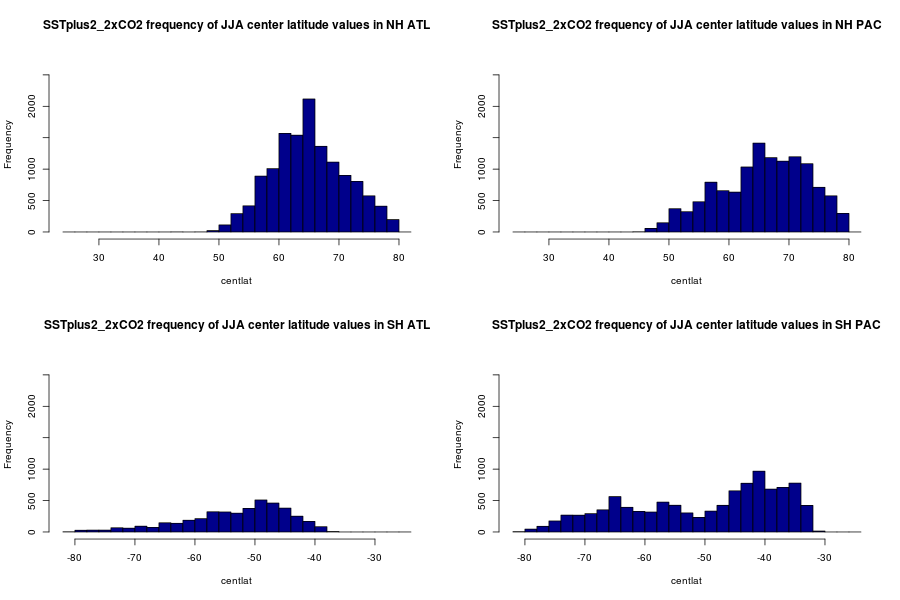 SSTplus2_2xCO2 frequency of JJA center latitude values in NH ATL
Frequency
0 500 1000 2000
30 40 50 60 70 80
centlat
SSTplus2_2xCO2 frequency of JJA center latitude values in NH PAC
Frequency
0 500 1000 2000
30 40 50 60 70 80
centlat
SSTplus2_2xCO2 frequency of JJA center latitude values in SH ATL
Frequency
0 500 1000 2000
-80 -70 -60 -50 -40 -30
centlat
SSTplus2_2xCO2 frequency of JJA center latitude values in SH PAC
Frequency
0 500 1000 2000
-80 -70 -60 -50 -40 -30
centlat